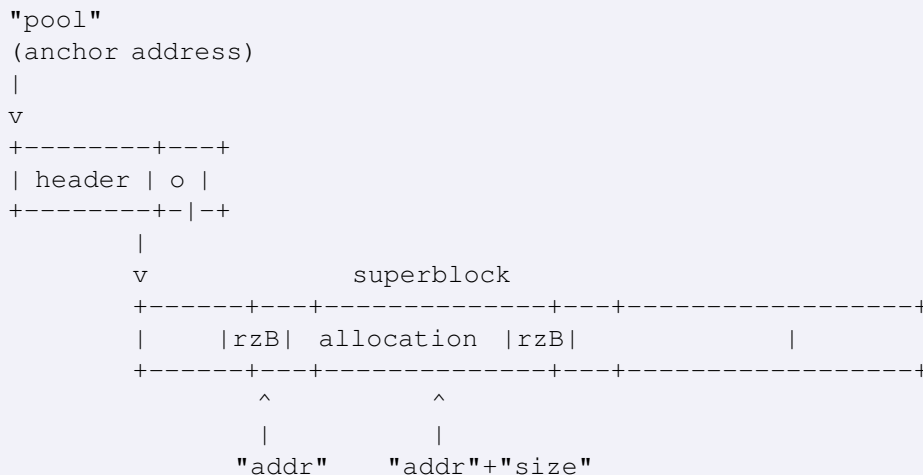 "pool"
(anchor address)
|
v
+--------+---+
| header | o |
+--------+-|-+
|
v superblock
+------+---+--------------+---+------------------+
| |rzB| allocation |rzB| |
+------+---+--------------+---+------------------+
^ ^
| |
"addr" "addr"+"size"